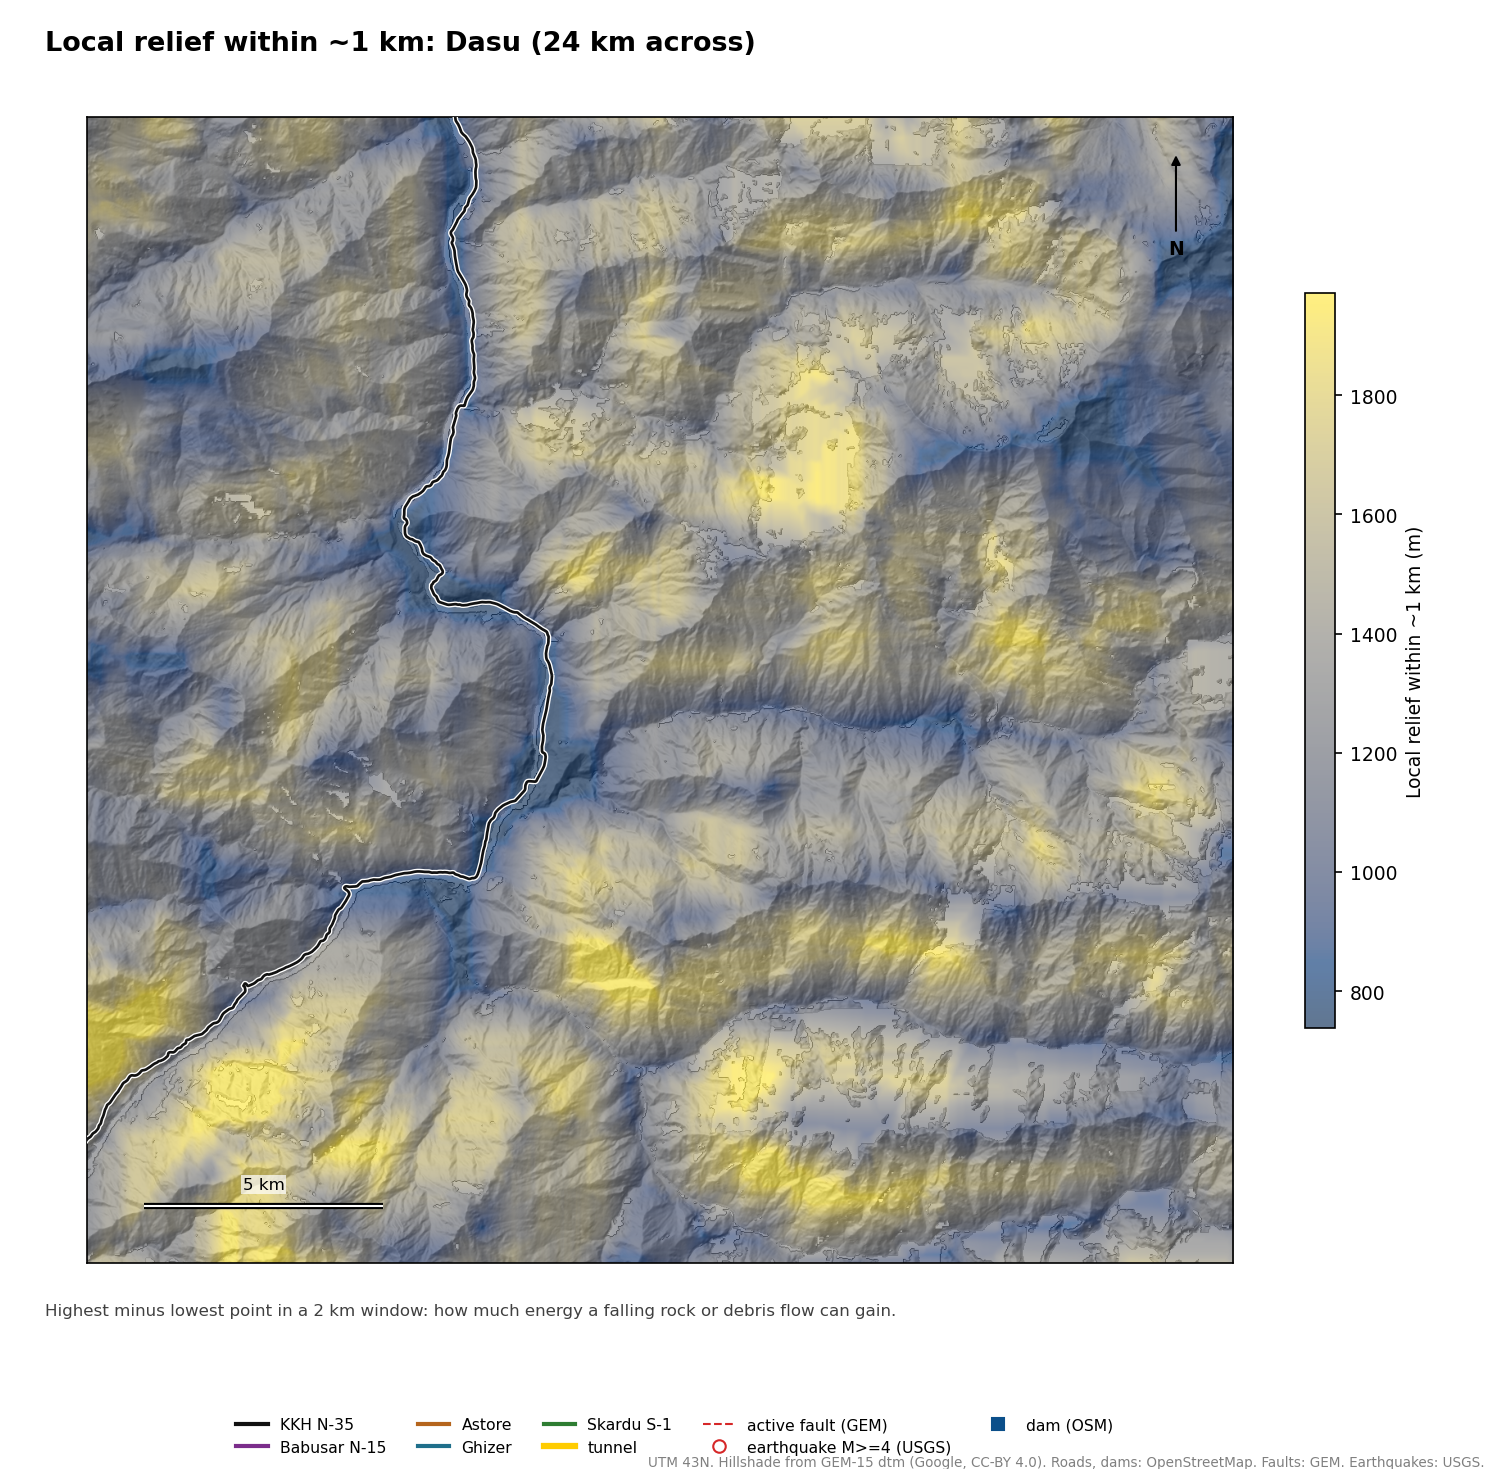 Local relief within ~1 km: Dasu (24 km across)
N
1800
1600
1400
1200
1000
800
Local relief within ~1 km (m)
5 km
Highest minus lowest point in a 2 km window: how much energy a falling rock or debris flow can gain.
KKH N-35
Astore
Skardu S-1
active fault (GEM)
dam (OSM)
Babusar N-15
Ghizer
tunnel
earthquake M>=4 (USGS)
UTM 43N. Hillshade from GEM-15 dtm (Google, CC-BY 4.0). Roads, dams: OpenStreetMap. Faults: GEM. Earthquakes: USGS.